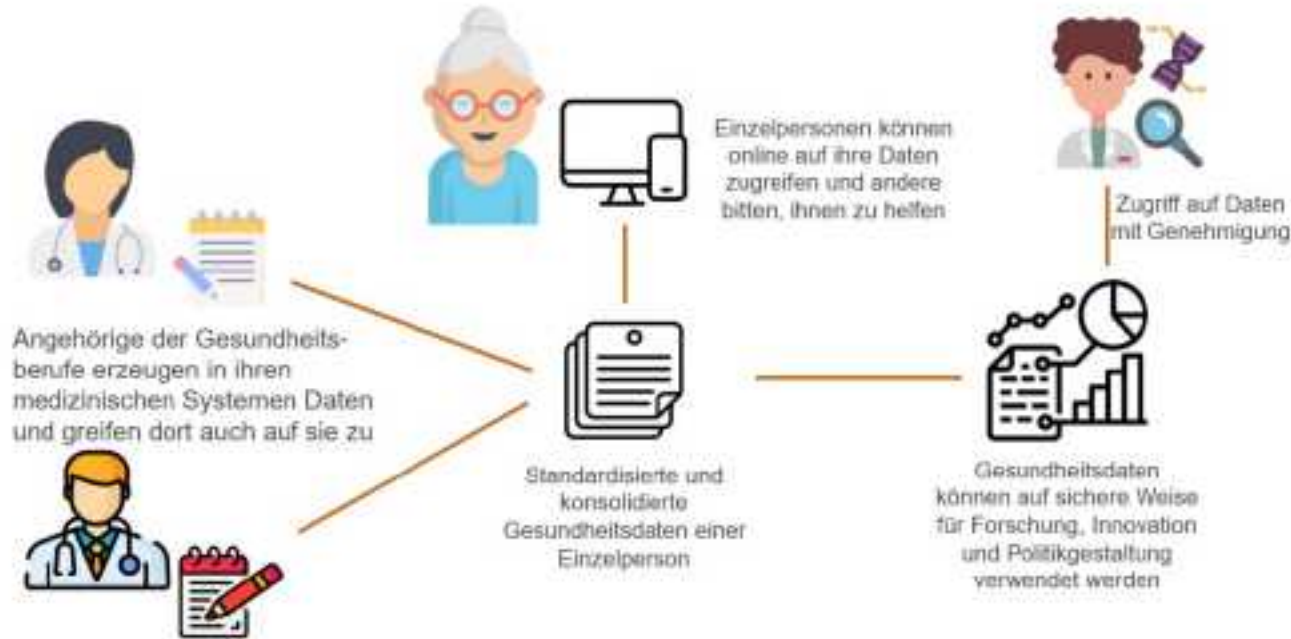 Einzelpersonen können
online auf ihre Daten
zugreifen und andere
bitten, ihnen zu helfen
Zugriff auf Daten
mit Genehmigung
Angehörige der Gesundheits-
berufe erzeugen in ihren
medizinischen Systemen Daten
und greifen dort auch auf sie zu
Standardisierte und
konsolidierte
Gesundheitsdaten einer
Einzelperson
Gesundheitsdaten
können auf sichere Weise
für Forschung, Innovation
und Politikgestaltung
verwendet werden